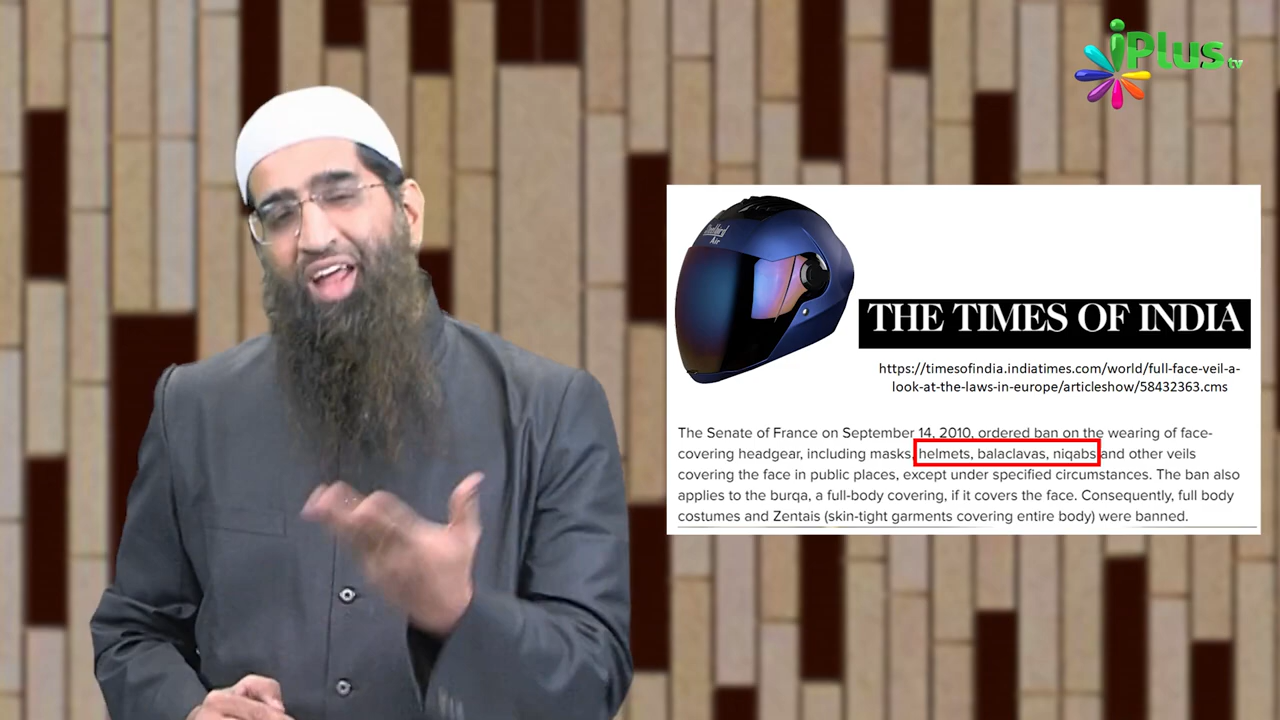 iPlus tv
Steelbird
Air
THE TIMES OF INDIA
https://timesofindia.indiatimes.com/world/full-face-veil-a-
look-at-the-laws-in-europe/articleshow/58432363.cms
The Senate of France on September 14, 2010, ordered ban on the wearing of face-
covering headgear, including masks, helmets, balaclavas, niqabs and other veils
covering the face in public places, except under specified circumstances. The ban also
applies to the burqa, a full-body covering, if it covers the face. Consequently, full body
costumes and Zentais (skin-tight garments covering entire body) were banned.